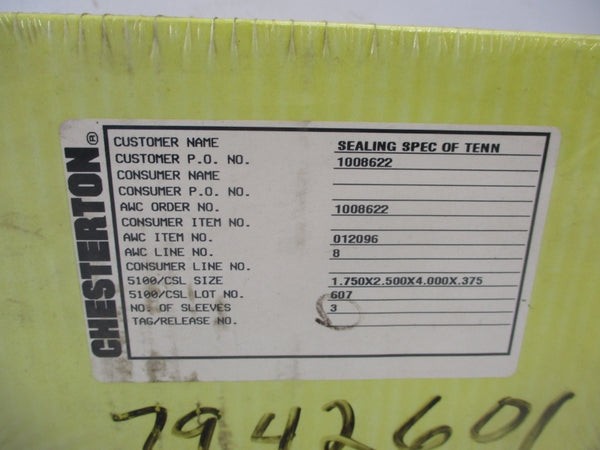 CHESTERTON®
CUSTOMER NAME SEALING SPEC OF TENN
CUSTOMER P.O. NO. 1008622
CONSUMER NAME
CONSUMER P.O. NO.
AWC ORDER NO. 1008622
CONSUMER ITEM NO.
AWC ITEM NO. 012096
AWC LINE NO. 8
CONSUMER LINE NO.
5100/CSL SIZE 1.750X2.500X4.000X.375
5100/CSL LOT NO. 607
NO. OF SLEEVES 3
TAG/RELEASE NO.
7942601